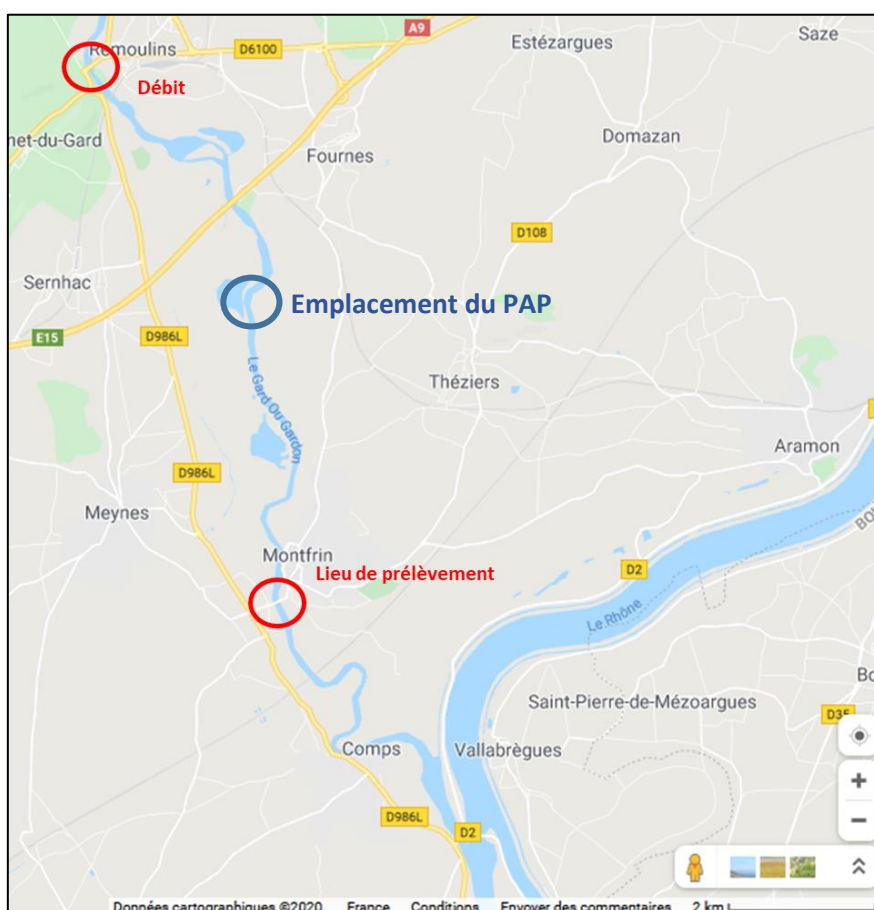 A9
Saze
Remoulins
D6100
Estézargues
Débit
net-du-Gard
Domazan
Fournes
D108
Sernhac
Emplacement du PAP
E15
D986L
Le Gard Ou Gardon
Théziers
Aramon
D986L
Meynes
Montfrin
Lieu de prélèvement
D2
Le Rhône
Saint-Pierre-de-Mézoargues
D35
Comps
Vallabrègues
D986L
D2
Données cartographiques ©2020 France Conditions Envoyer des commentaires 2 km